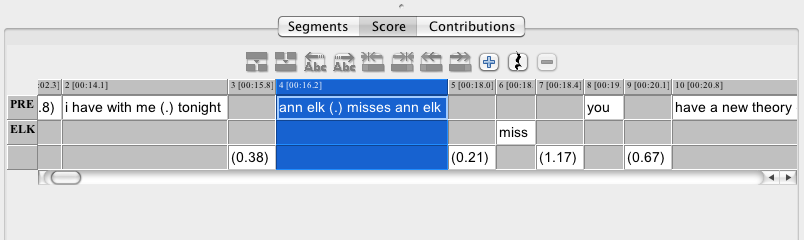 Segments Score Contributions
Abc Abc
:02.3] 2 [00:14.1] 3 [00:15.8] 4 [00:16.2] 5 [00:18.0] 6 [00:18 7 [00:18.4] 8 [00:19 9 [00:20.1] 10 [00:20.8]
PRE .8) i have with me (.) tonight ann elk (.) misses ann elk you have a new theory
ELK miss
(0.38) (0.21) (1.17) (0.67)